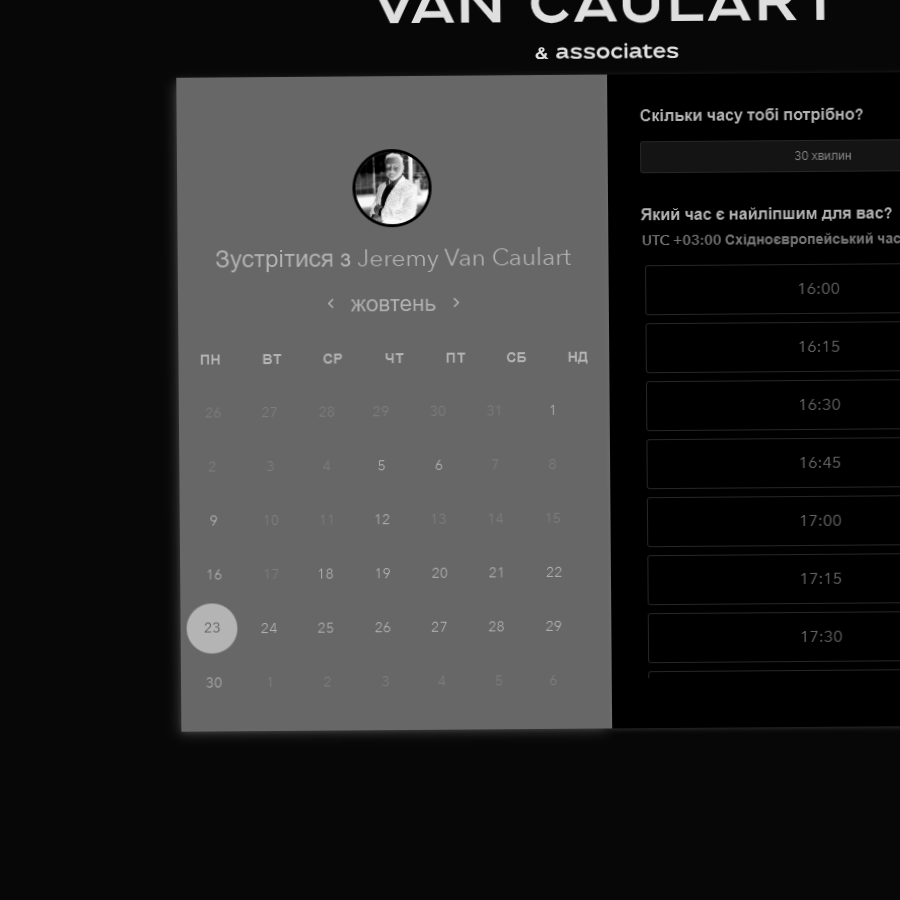 VAN CAULART
& associates
Зустрітися з Jeremy Van Caulart
‹ жовтень ›
ПН ВТ СР ЧТ ПТ СБ НД
26 27 28 29 30 31 1
2 3 4 5 6 7 8
9 10 11 12 13 14 15
16 17 18 19 20 21 22
23 24 25 26 27 28 29
30 1 2 3 4 5 6
Скільки часу тобі потрібно?
30 хвилин
Який час є найліпшим для вас?
UTC +03:00 Східноєвропейський час
16:00
16:15
16:30
16:45
17:00
17:15
17:30